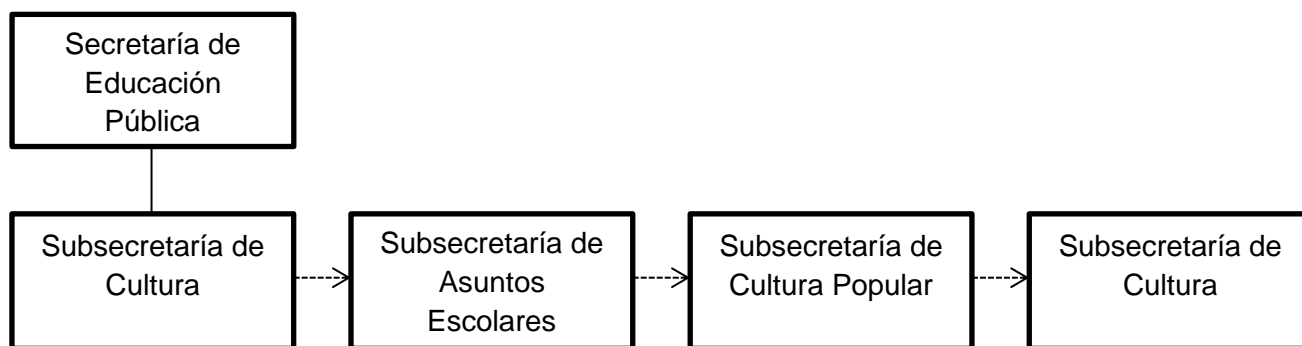 Secretaría de
Educación
Pública
Subsecretaría de
Cultura
Subsecretaría de
Asuntos
Escolares
Subsecretaría de
Cultura Popular
Subsecretaría de
Cultura